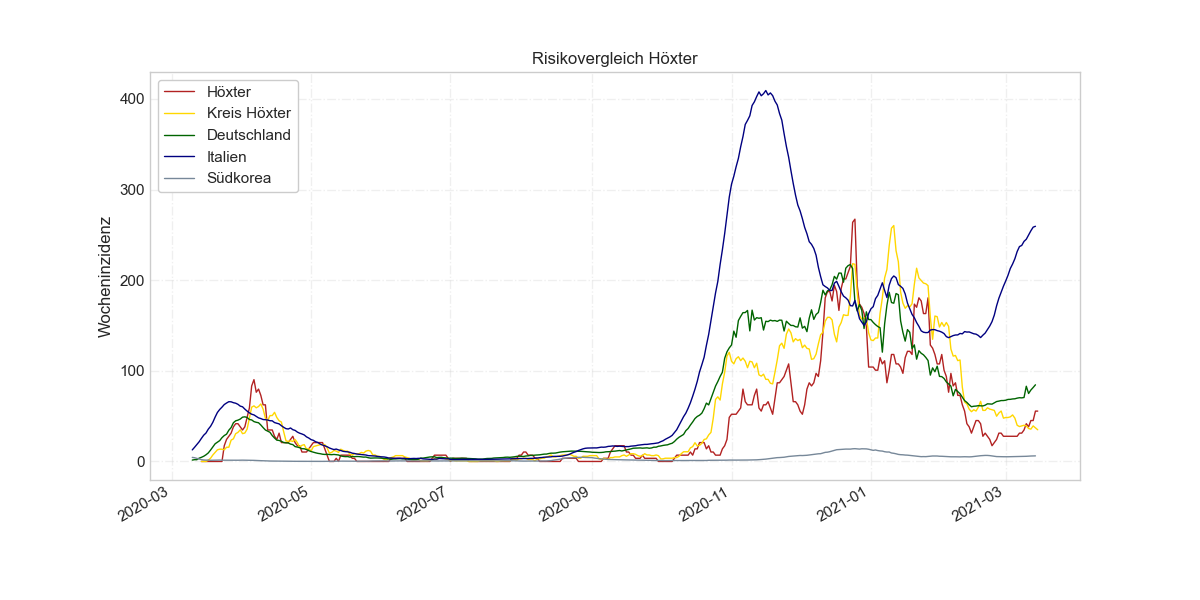 Risikovergleich Höxter
Höxter
Kreis Höxter
Deutschland
Italien
Südkorea
Wocheninzidenz
400
300
200
100
0
2020-03
2020-05
2020-07
2020-09
2020-11
2021-01
2021-03